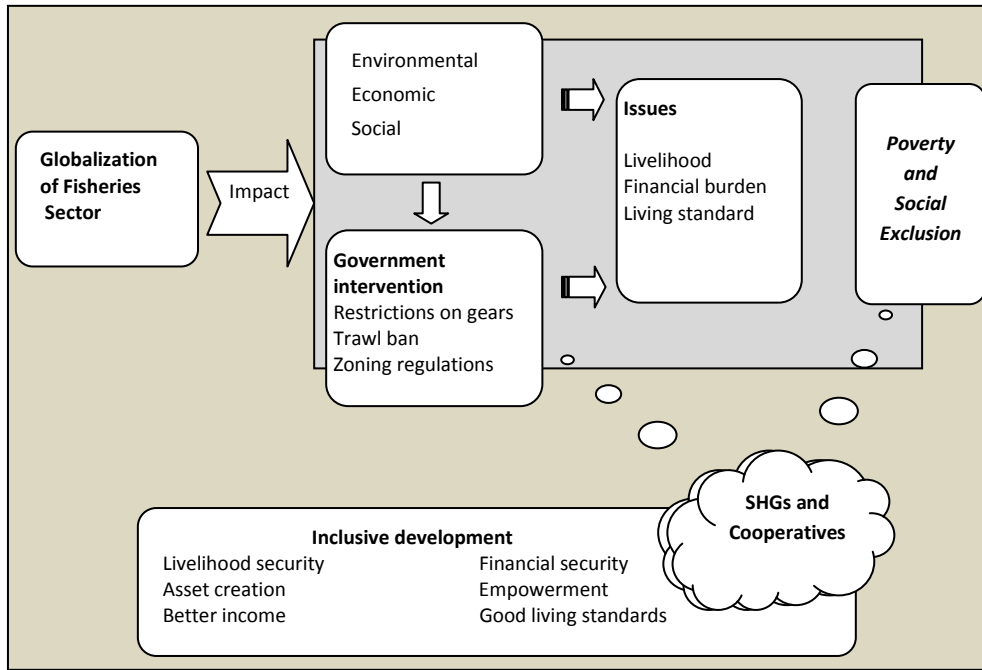 Globalization
of Fisheries
Sector
Impact
Environmental
Economic
Social
Government
intervention
Restrictions on gears
Trawl ban
Zoning regulations
Issues
Livelihood
Financial burden
Living standard
Poverty
and
Social
Exclusion
SHGs and
Cooperatives
Inclusive development
Livelihood security Financial security
Asset creation Empowerment
Better income Good living standards